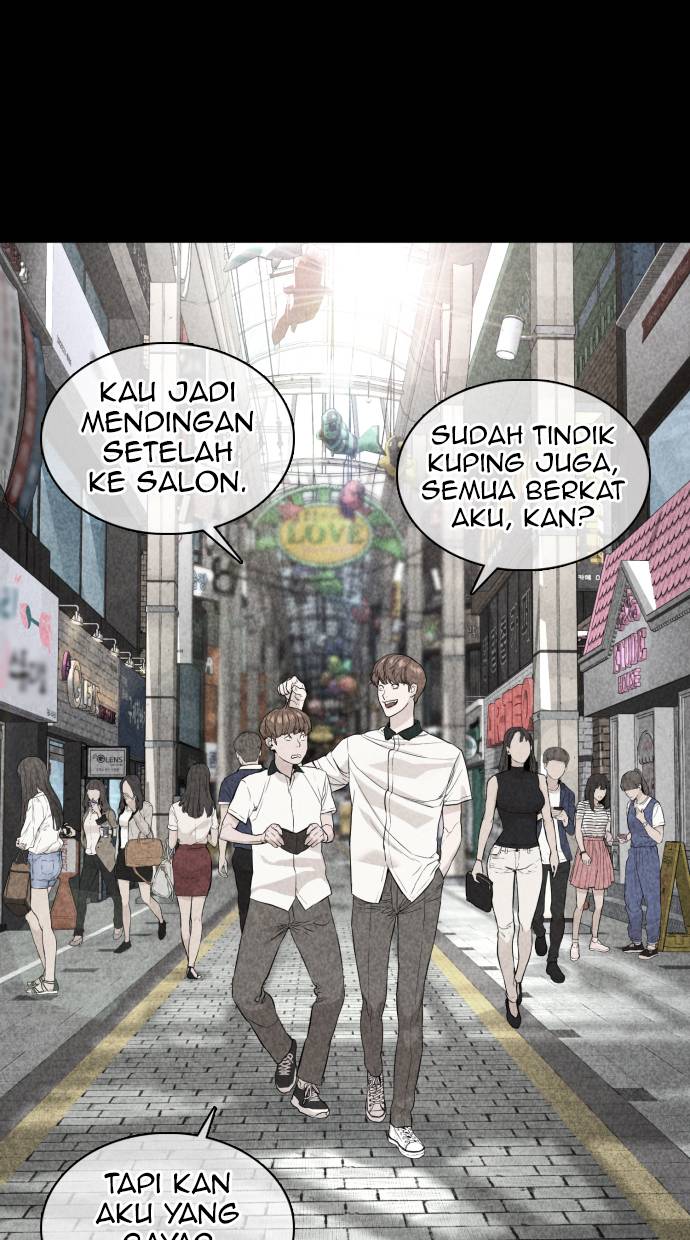 KAU JADI
MENDINGAN
SETELAH
KE SALON.
SUDAH TINDIK
KUPING JUGA,
SEMUA BERKAT
AKU, KAN?
LOVE
LENS
TAPI KAN
AKU YANG